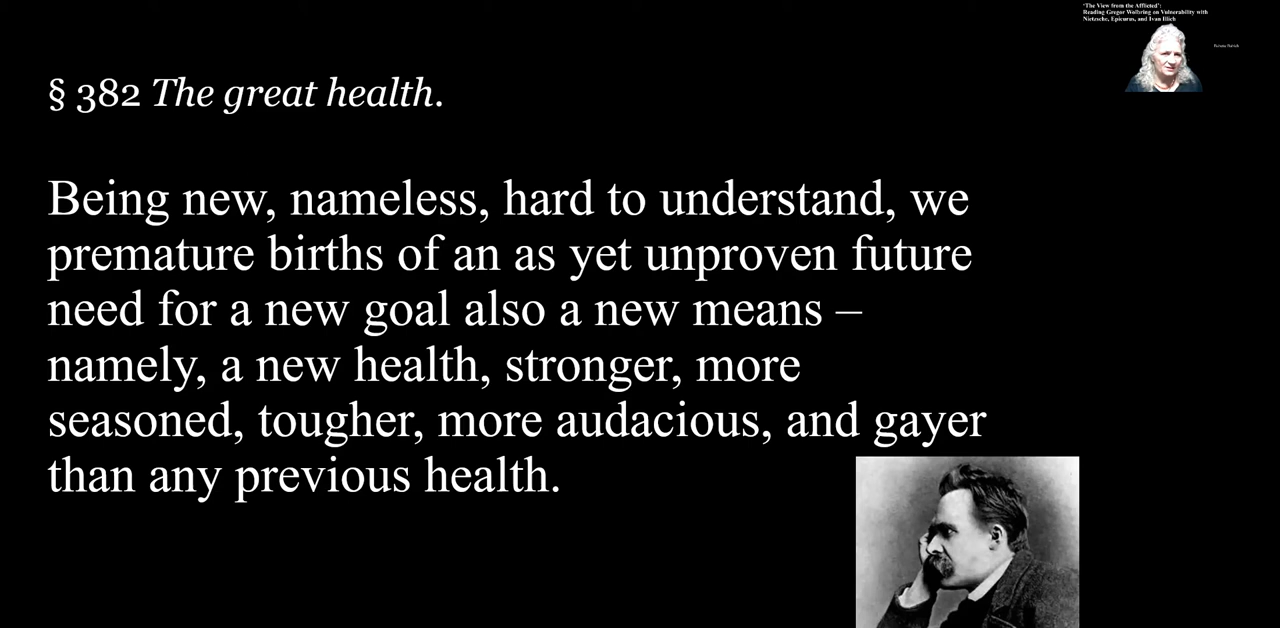 'The View from the Afflicted':
Reading Gregor Wolbring on Vulnerability with
Nietzsche, Epicurus, and Ivan Illich
§ 382 The great health.
Being new, nameless, hard to understand, we
premature births of an as yet unproven future
need for a new goal also a new means –
namely, a new health, stronger, more
seasoned, tougher, more audacious, and gayer
than any previous health.